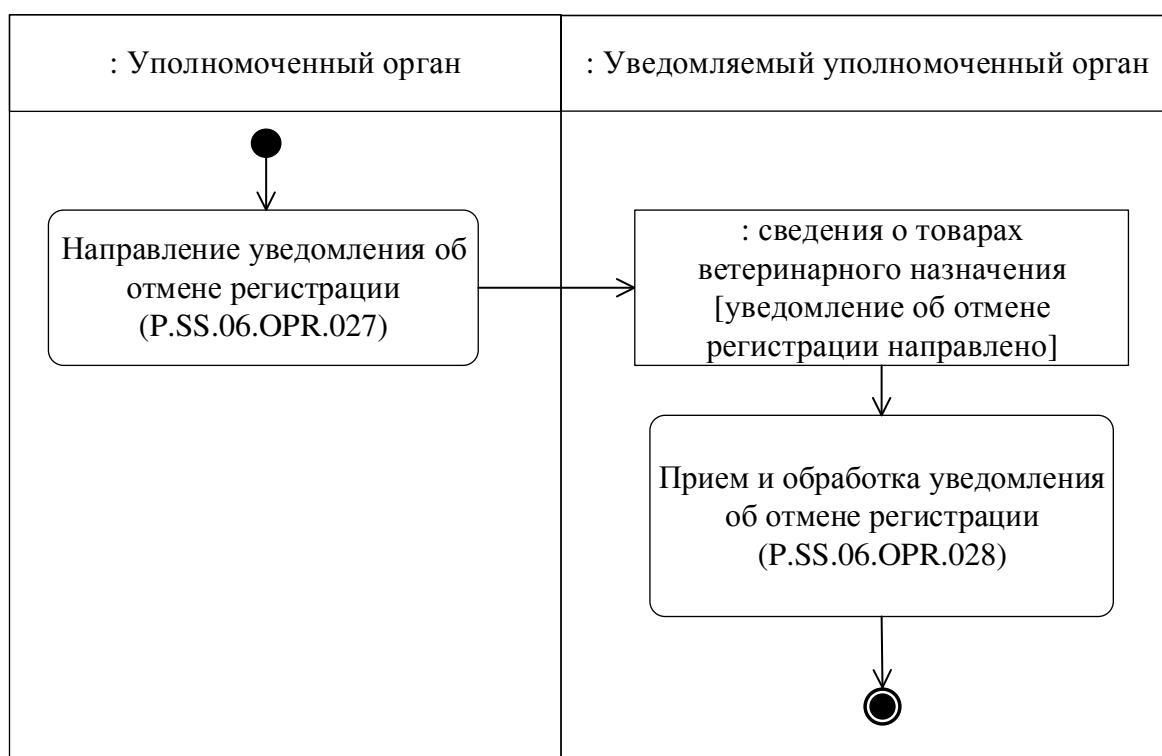 : Уполномоченный орган
: Уведомляемый уполномоченный орган
Направление уведомления об
отмене регистрации
(P.SS.06.OPR.027)
: сведения о товарах
ветеринарного назначения
[уведомление об отмене
регистрации направлено]
Прием и обработка уведомления
об отмене регистрации
(P.SS.06.OPR.028)